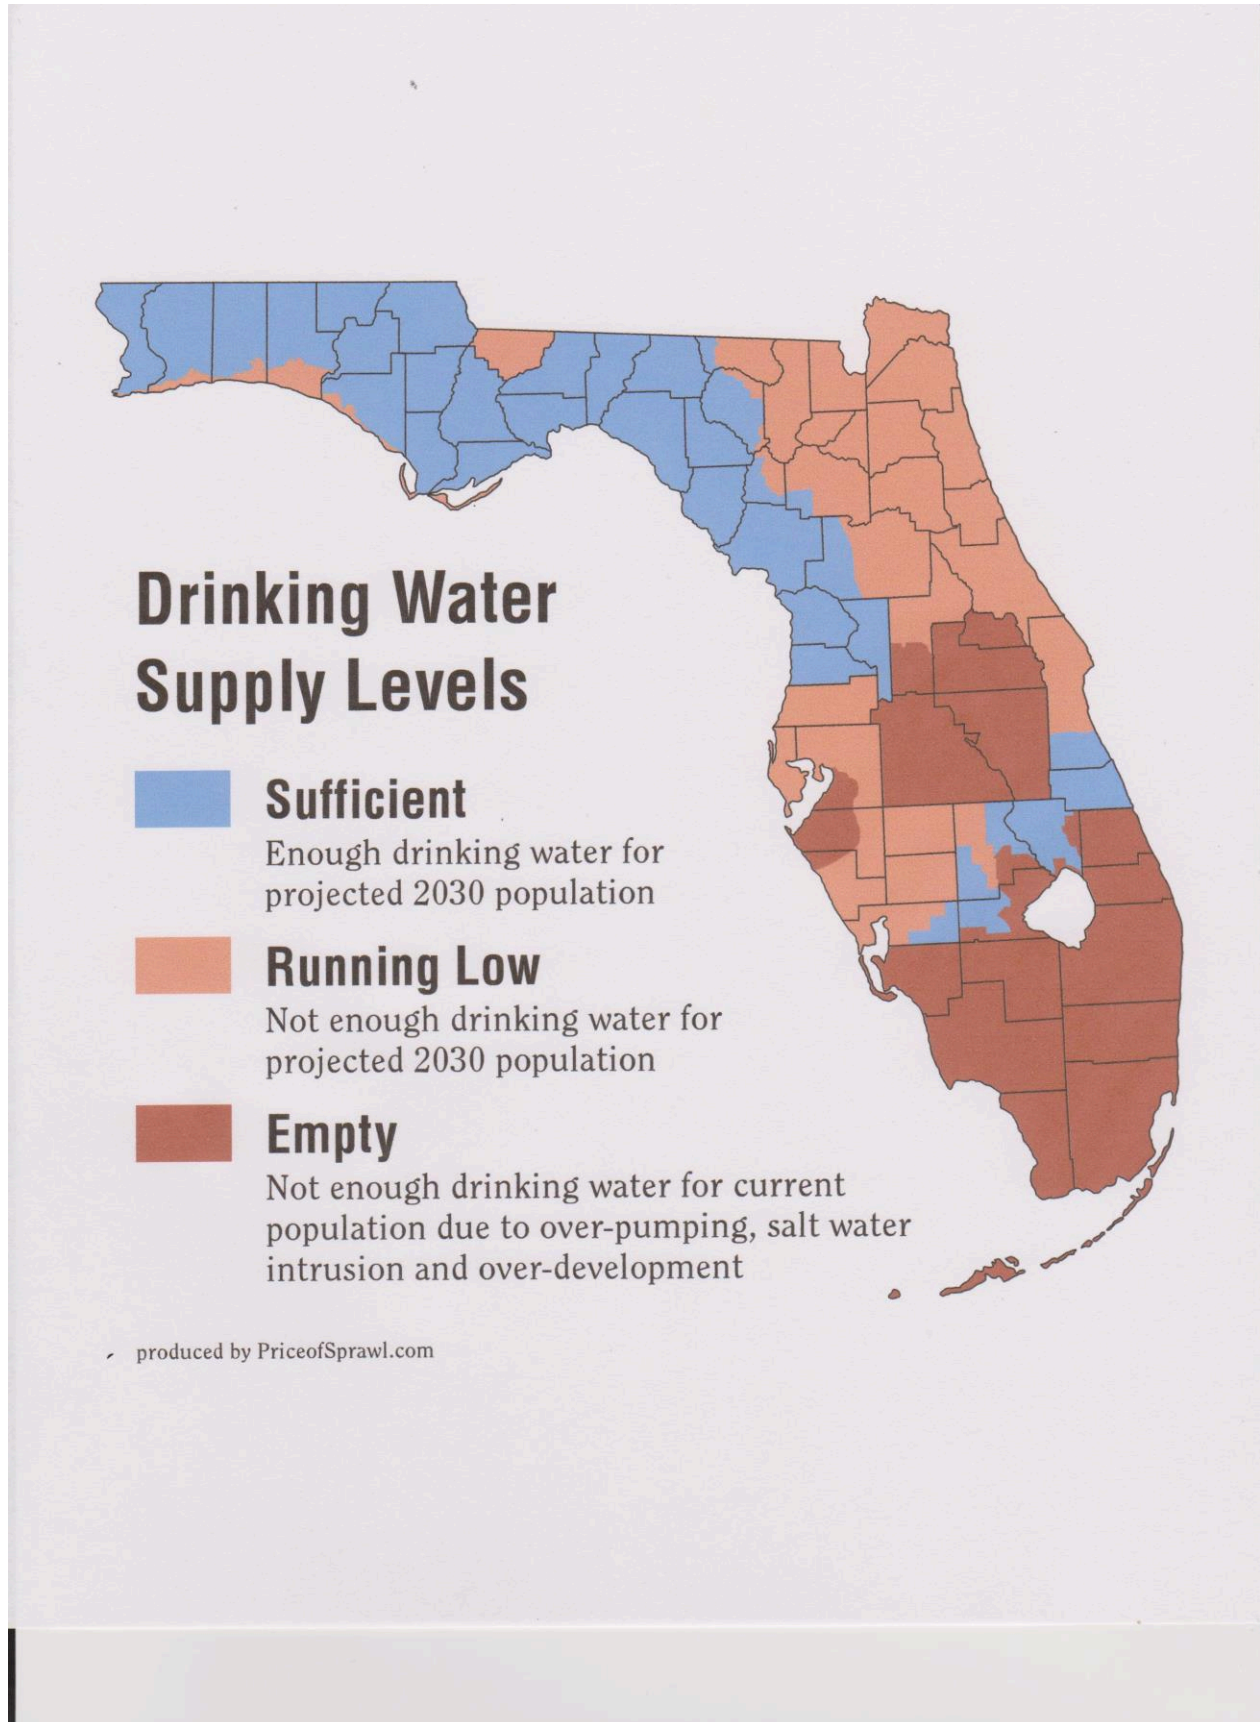 Drinking Water
Supply Levels
Sufficient
Enough drinking water for
projected 2030 population
Running Low
Not enough drinking water for
projected 2030 population
Empty
Not enough drinking water for current
population due to over-pumping, salt water
intrusion and over-development
produced by PriceofSprawl.com